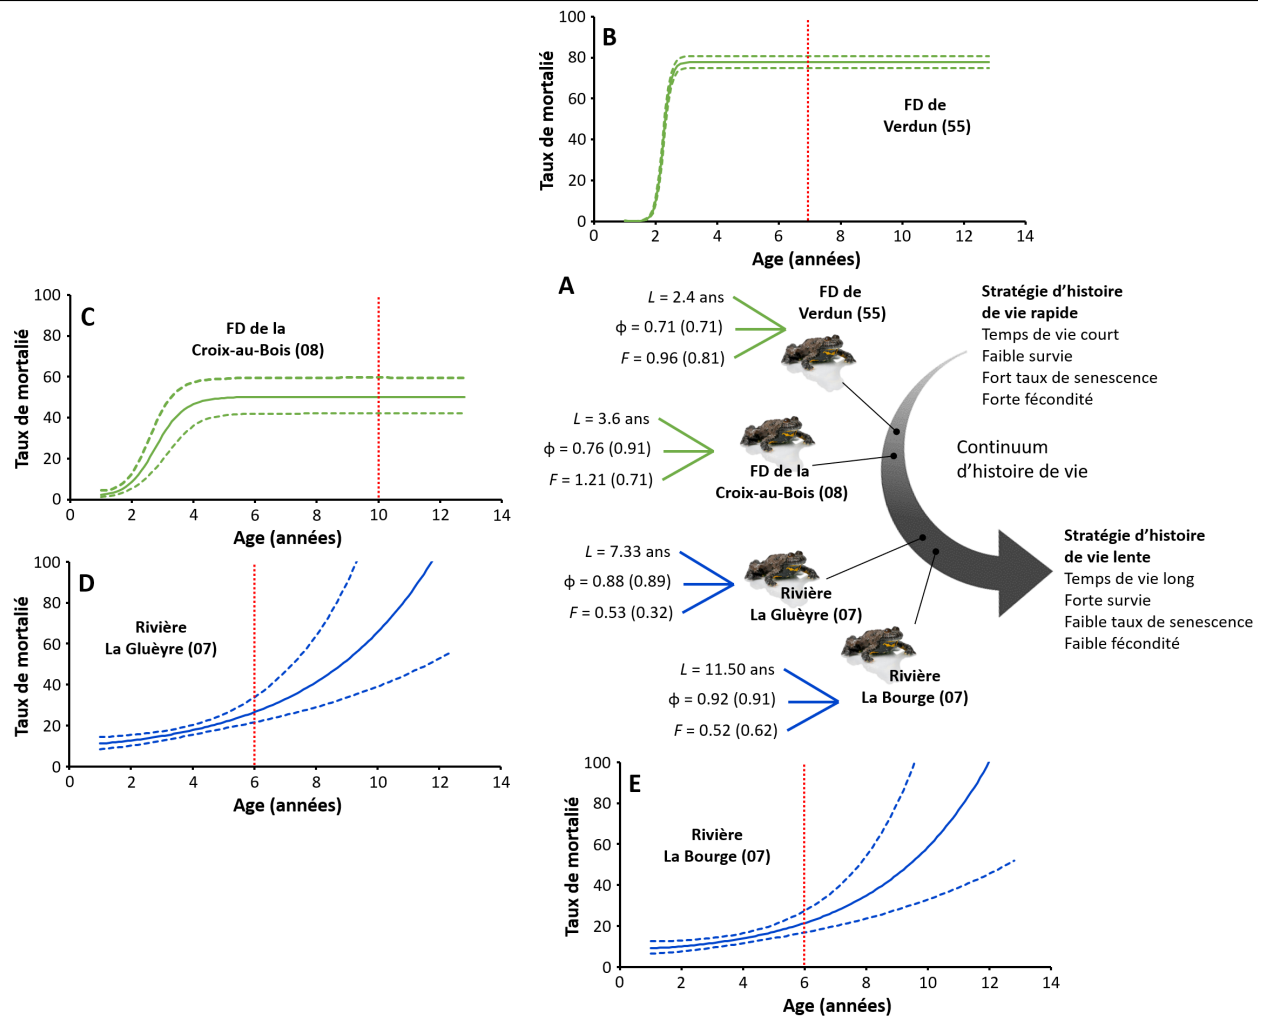 B
Taux de mortalié
100
80
60
40
20
0
0
2
4
6
8
10
12
14
Age (années)
FD de
Verdun (55)
C
Taux de mortalié
100
80
60
40
20
0
0
2
4
6
8
10
12
14
Age (années)
FD de la
Croix-au-Bois (08)
A
L = 2.4 ans
ϕ = 0.71 (0.71)
F = 0.96 (0.81)
FD de
Verdun (55)
L = 3.6 ans
ϕ = 0.76 (0.91)
F = 1.21 (0.71)
FD de la
Croix-au-Bois (08)
L = 7.33 ans
ϕ = 0.88 (0.89)
F = 0.53 (0.32)
Rivière
La Gluèyre (07)
L = 11.50 ans
ϕ = 0.92 (0.91)
F = 0.52 (0.62)
Rivière
La Bourge (07)
Stratégie d’histoire
de vie rapide
Temps de vie court
Faible survie
Fort taux de senescence
Forte fécondité
Continuum
d’histoire de vie
Stratégie d’histoire
de vie lente
Temps de vie long
Forte survie
Faible taux de senescence
Faible fécondité
D
Taux de mortalié
100
80
60
40
20
0
0
2
4
6
8
10
12
14
Age (années)
Rivière
La Gluèyre (07)
E
Taux de mortalié
100
80
60
40
20
0
0
2
4
6
8
10
12
14
Age (années)
Rivière
La Bourge (07)